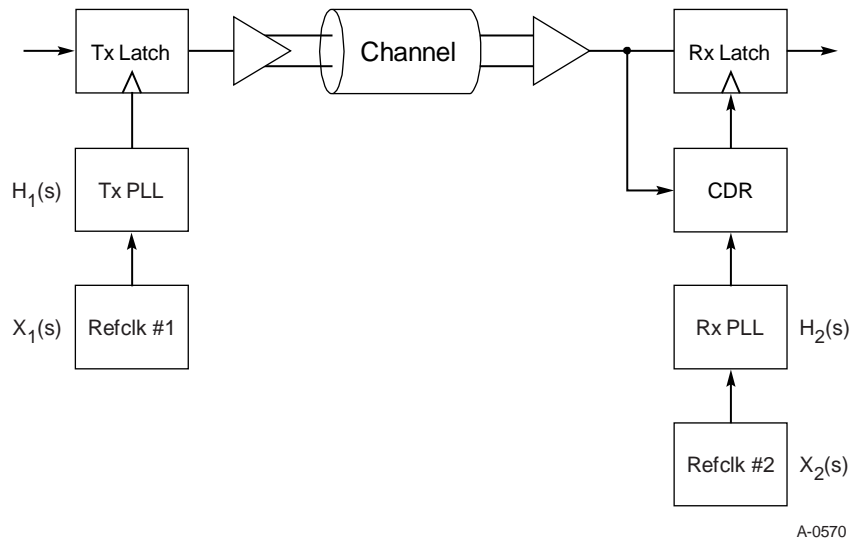 Tx Latch
Channel
Rx Latch
H1(s)
Tx PLL
CDR
X1(s)
Refclk #1
Rx PLL
H2(s)
Refclk #2
X2(s)
A-0570